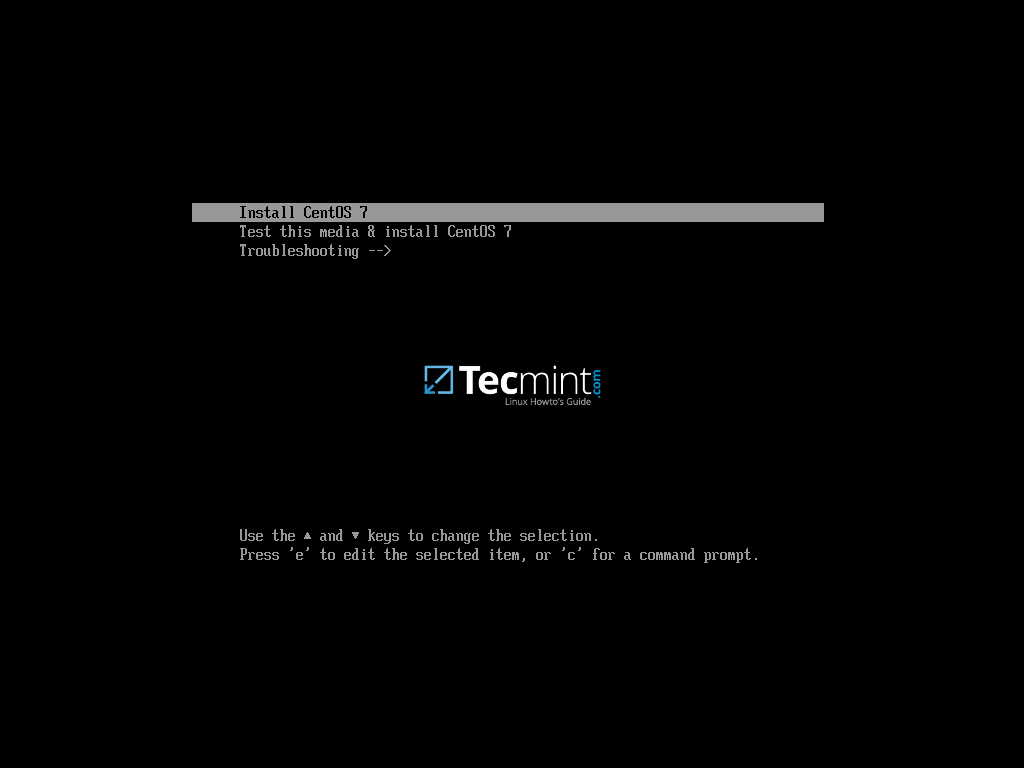 Install CentOS 7
Test this media & install CentOS 7
Troubleshooting -->
Tecmint.com
Linux Howto's Guide
Use the ▲ and ▼ keys to change the selection.
Press 'e' to edit the selected item, or 'c' for a command prompt.